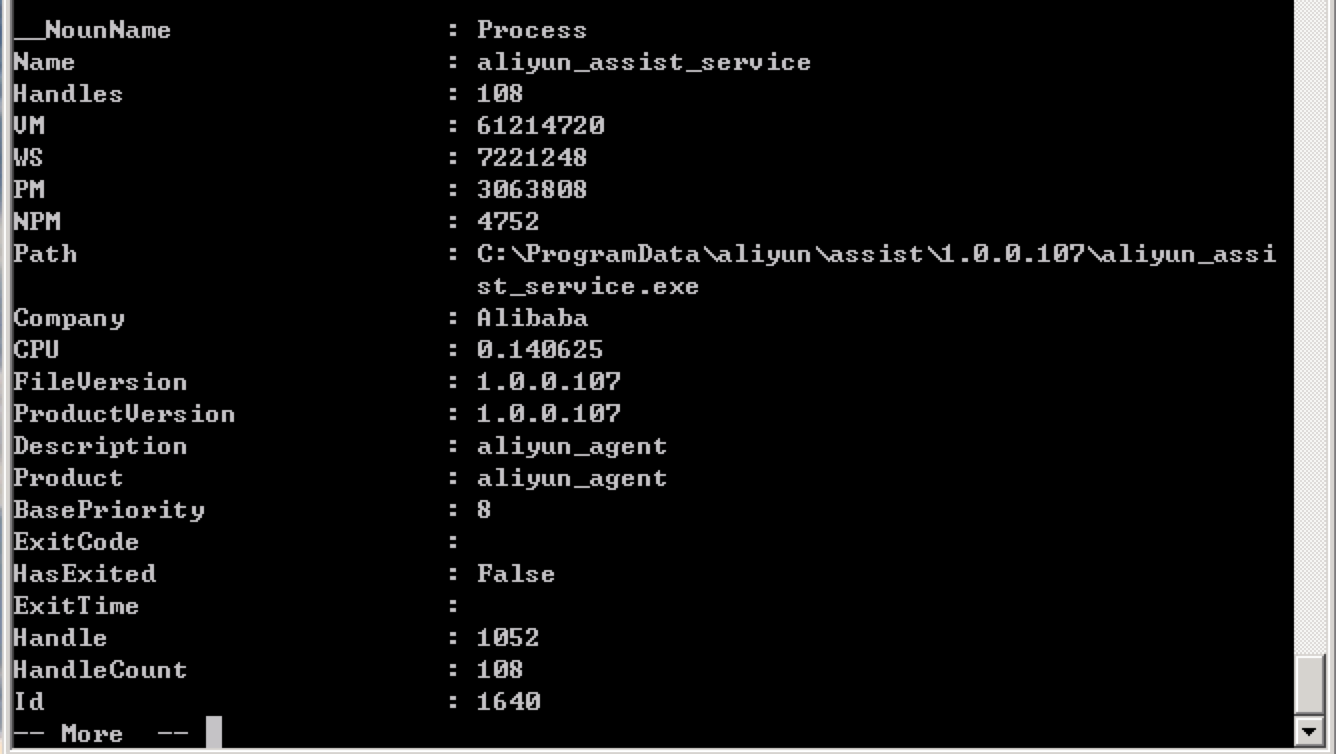 __NounName : Process
Name : aliyun_assist_service
Handles : 108
VM : 61214720
WS : 7221248
PM : 3063808
NPM : 4752
Path : C:\ProgramData\aliyun\assist\1.0.0.107\aliyun_assi
st_service.exe
Company : Alibaba
CPU : 0.140625
FileVersion : 1.0.0.107
ProductVersion : 1.0.0.107
Description : aliyun_agent
Product : aliyun_agent
BasePriority : 8
ExitCode :
HasExited : False
ExitTime :
Handle : 1052
HandleCount : 108
Id : 1640
-- More --